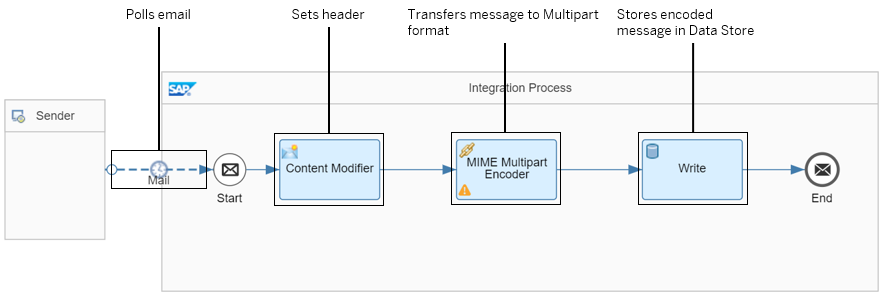 Polls email
Sets header
Transfers message to Multipart
format
Stores encoded
message in Data Store
SAP
Integration Process
Sender
Mail
Start
Content Modifier
MIME Multipart
Encoder
Write
End